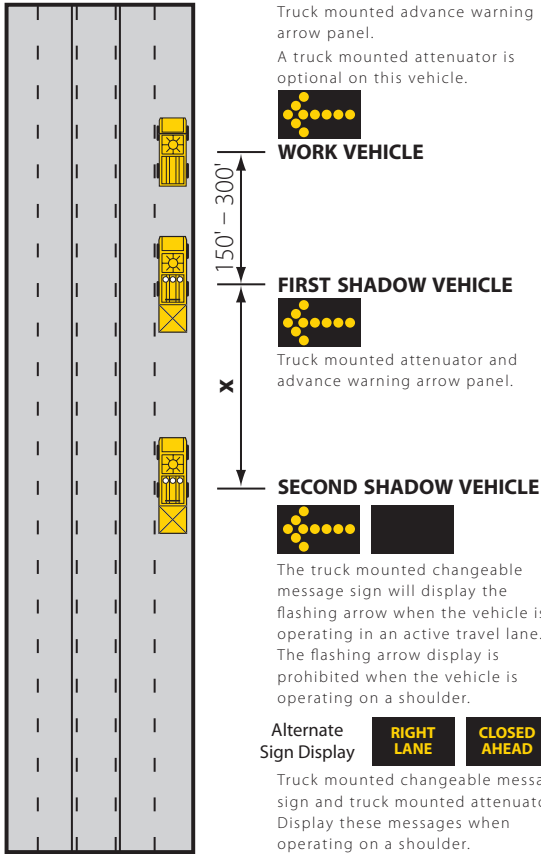 Truck mounted advance warning
arrow panel.
A truck mounted attenuator is
optional on this vehicle.
WORK VEHICLE
150' – 300'
FIRST SHADOW VEHICLE
Truck mounted attenuator and
advance warning arrow panel.
x
SECOND SHADOW VEHICLE
The truck mounted changeable
message sign will display the
flashing arrow when the vehicle is
operating in an active travel lane.
The flashing arrow display is
prohibited when the vehicle is
operating on a shoulder.
Alternate
Sign Display
RIGHT
LANE
CLOSED
AHEAD
Truck mounted changeable messa
sign and truck mounted attenuato
Display these messages when
operating on a shoulder.